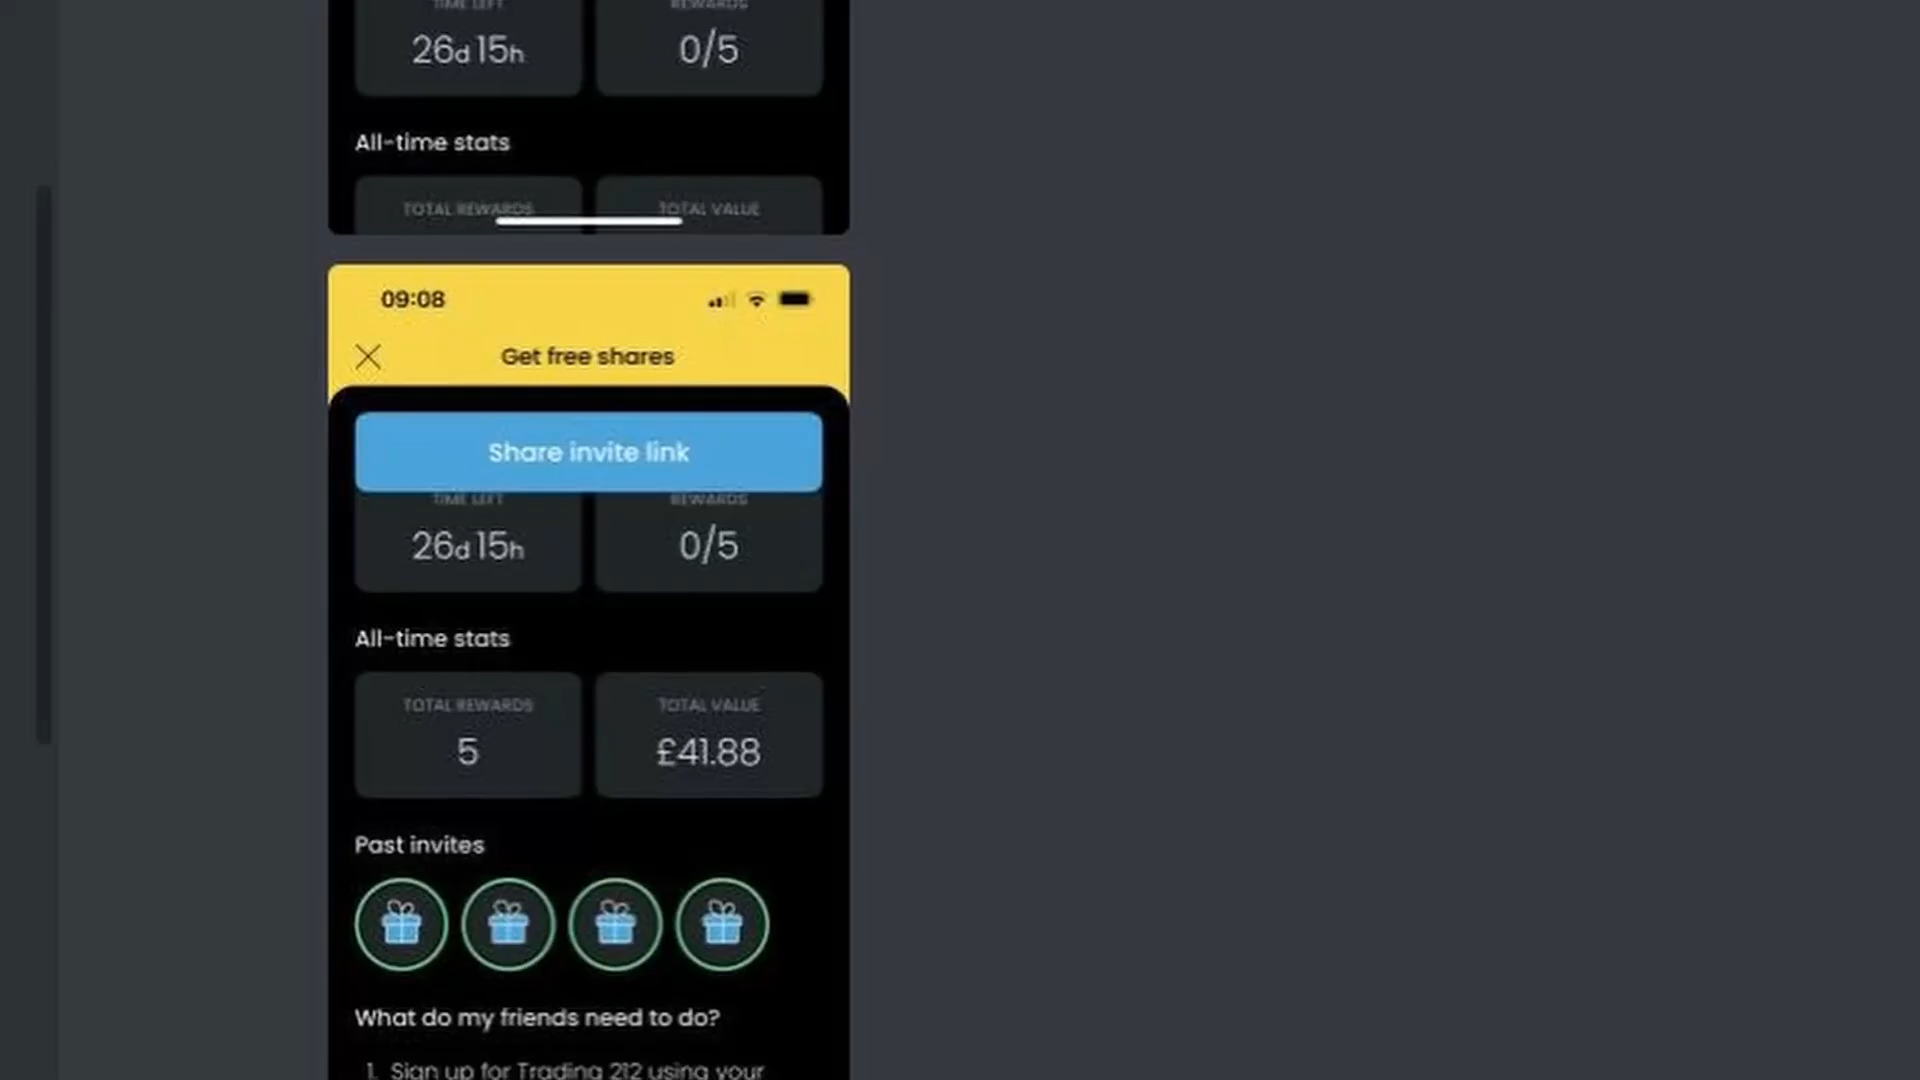 TIME LEFT
REWARDS
26d 15h
0/5
All-time stats
TOTAL REWARDS
TOTAL VALUE
09:08
Get free shares
Share invite link
TIME LEFT
REWARDS
26d 15h
0/5
All-time stats
TOTAL REWARDS
TOTAL VALUE
5
£41.88
Past invites
What do my friends need to do?
1. Sign up for Trading 212 using your